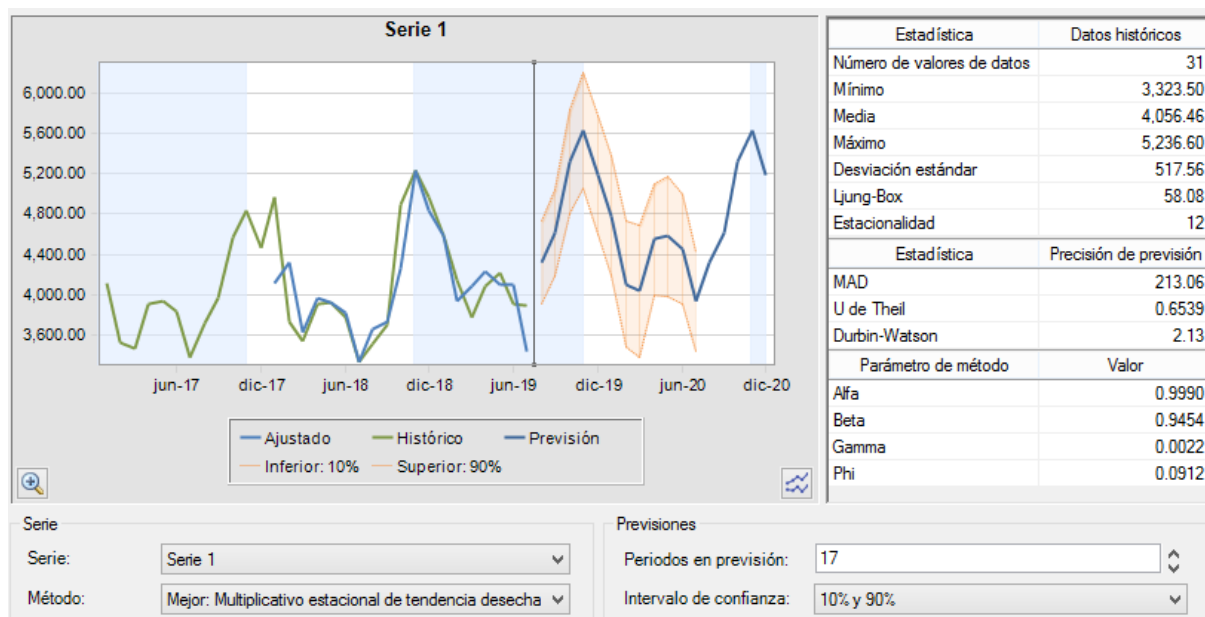 Serie 1
6,000.00
5,600.00
5,200.00
4,800.00
4,400.00
4,000.00
3,600.00
jun-17 dic-17 jun-18 dic-18 jun-19 dic-19 jun-20 dic-20
Ajustado Histórico Previsión
Inferior: 10% Superior: 90%
Estadística Datos históricos
Número de valores de datos 31
Mínimo 3,323.50
Media 4,056.46
Máximo 5,236.60
Desviación estándar 517.56
Ljung-Box 58.08
Estacionalidad 12
Estadística Precisión de previsión
MAD 213.06
U de Theil 0.6539
Durbin-Watson 2.13
Parámetro de método Valor
Alfa 0.9990
Beta 0.9454
Gamma 0.0022
Phi 0.0912
Serie
Serie: Serie 1
Método: Mejor: Multiplicativo estacional de tendencia desecha
Previsiones
Periodos en previsión: 17
Intervalo de confianza: 10% y 90%